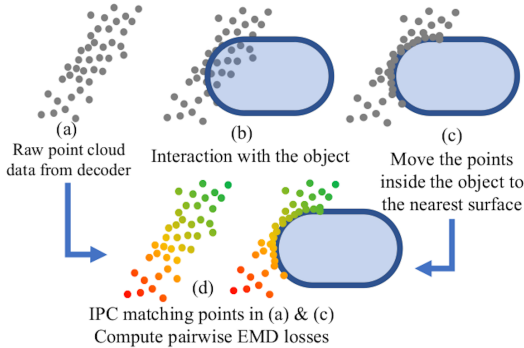 (a)
Raw point cloud
data from decoder
(b)
Interaction with the object
(c)
Move the points
inside the object to
the nearest surface
(d)
IPC matching points in (a) & (c)
Compute pairwise EMD losses